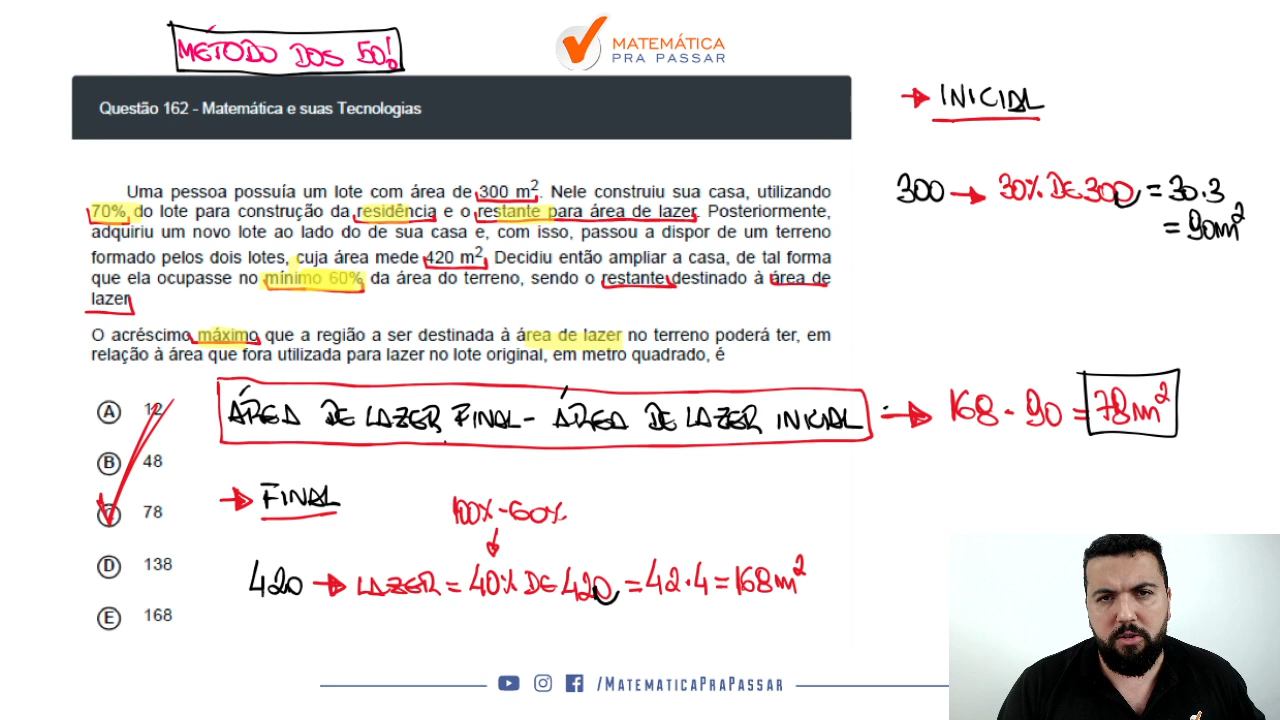 MÉTODO DOS 50!
MATEMÁTICA
PRA PASSAR
Questão 162 - Matemática e suas Tecnologias
→ INICIAL
Uma pessoa possuía um lote com área de 300 m². Nele construiu sua casa, utilizando
70% do lote para construção da residência e o restante para área de lazer. Posteriormente,
adquiriu um novo lote ao lado do de sua casa e, com isso, passou a dispor de um terreno
formado pelos dois lotes, cuja área mede 420 m². Decidiu então ampliar a casa, de tal forma
que ela ocupasse no mínimo 60% da área do terreno, sendo o restante destinado à área de
lazer.
300 → 30% DE 300 = 30.3
= 90m²
O acréscimo máximo que a região a ser destinada à área de lazer no terreno poderá ter, em
relação à área que fora utilizada para lazer no lote original, em metro quadrado, é
A 12
B 48
C 78
D 138
E 168
ÁREA DE LAZER FINAL - ÁREA DE LAZER INICIAL → 168 - 90 = 78m²
→ FINAL
100% - 60%
420 → LAZER = 40% DE 420 = 42.4 = 168m²
/MATEMATICAPRAPASSAR